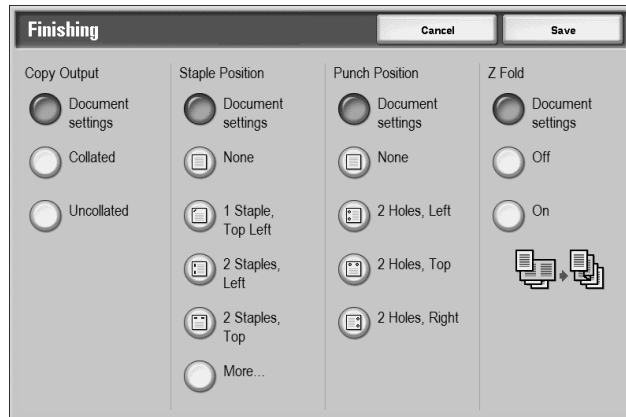 Finishing
Cancel
Save
Copy Output
Document
settings
Collated
Uncollated
Staple Position
Document
settings
None
1 Staple,
Top Left
2 Staples,
Left
2 Staples,
Top
More...
Punch Position
Document
settings
None
2 Holes, Left
2 Holes, Top
2 Holes, Right
Z Fold
Document
settings
Off
On